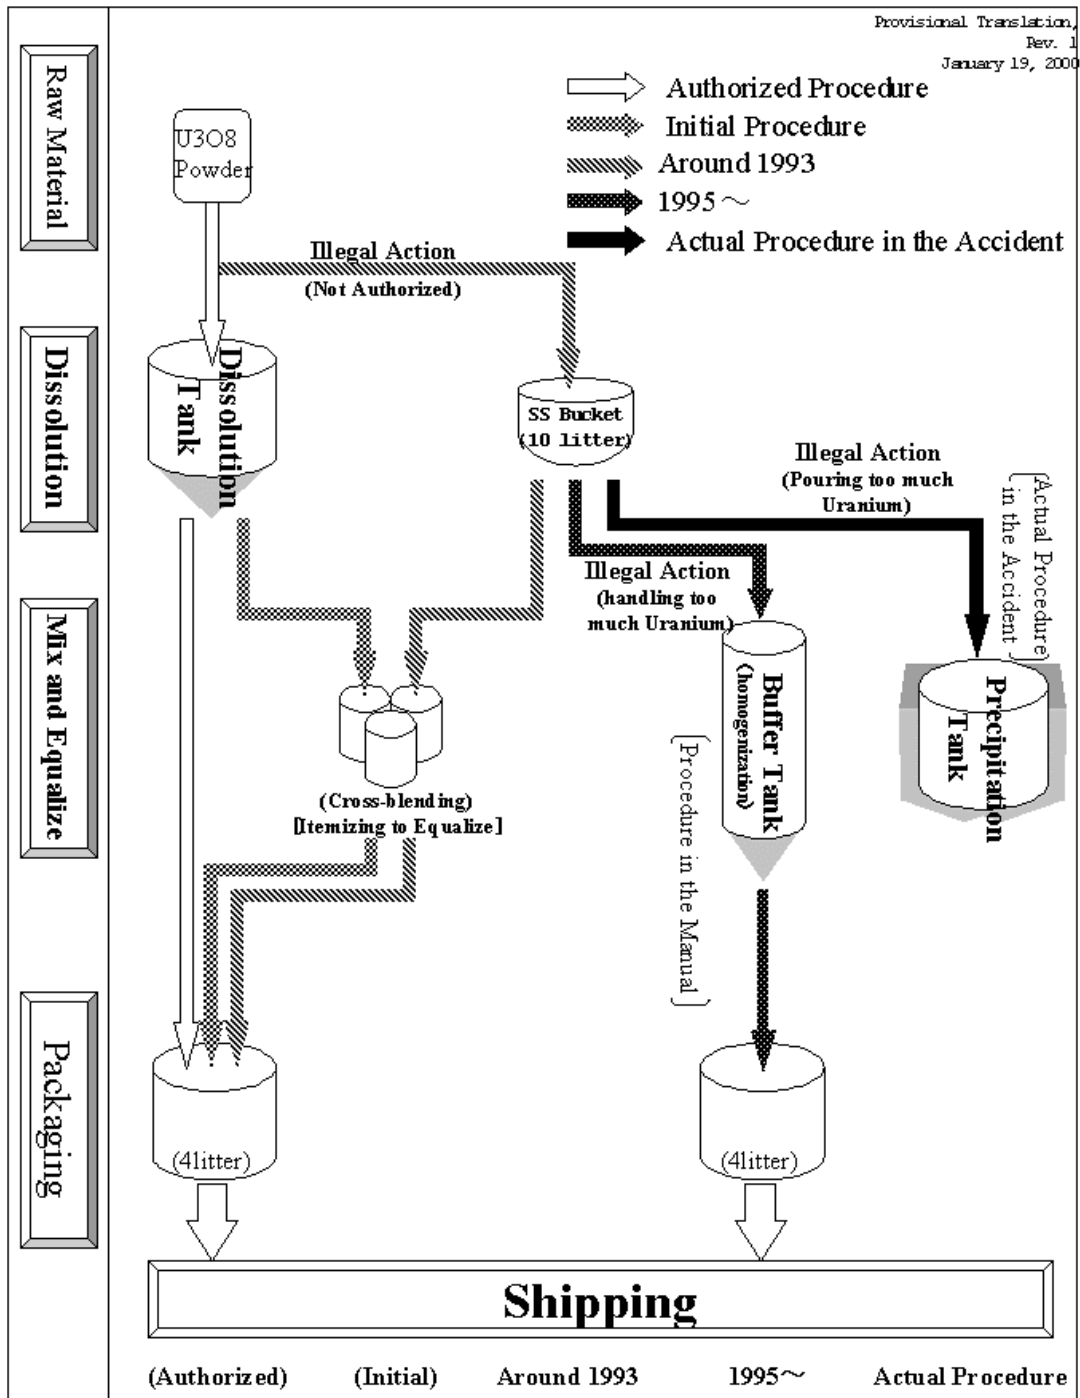 Provisional Translation,
Rev. 1
January 19, 2000
Raw Material
U3O8
Powder
Authorized Procedure
Initial Procedure
Around 1993
1995～
Actual Procedure in the Accident
Illegal Action
(Not Authorized)
Dissolution
Dissolution
Tank
SS Bucket
(10 litter)
Illegal Action
(Pouring too much
Uranium)
Actual Procedure
in the Accident
Illegal Action
(handling too
much Uranium)
Mix and Equalize
Buffer Tank
(homogenization)
Precipitation
Tank
(Cross-blending)
[Itemizing to Equalize]
Procedure in the Manual
Packaging
(4litter)
(4litter)
Shipping
(Authorized)
(Initial)
Around 1993
1995～
Actual Procedure